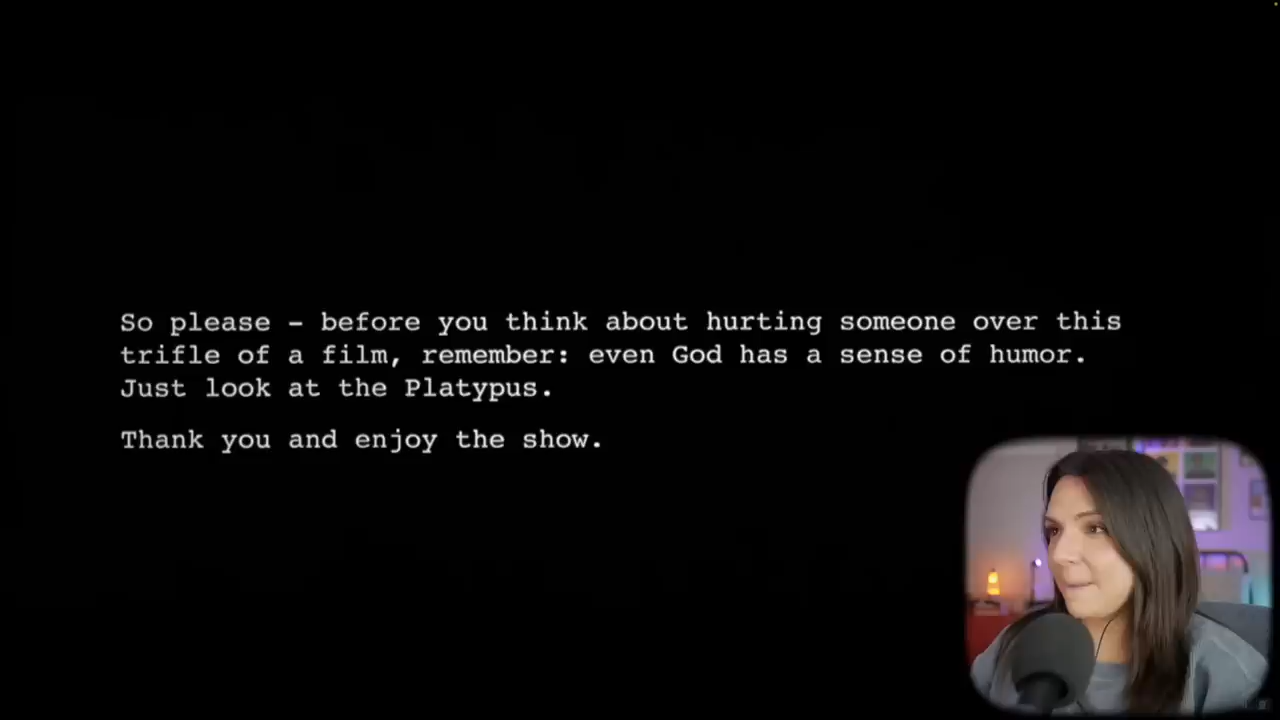 So please – before you think about hurting someone over this
trifle of a film, remember: even God has a sense of humor.
Just look at the Platypus.
Thank you and enjoy the show.